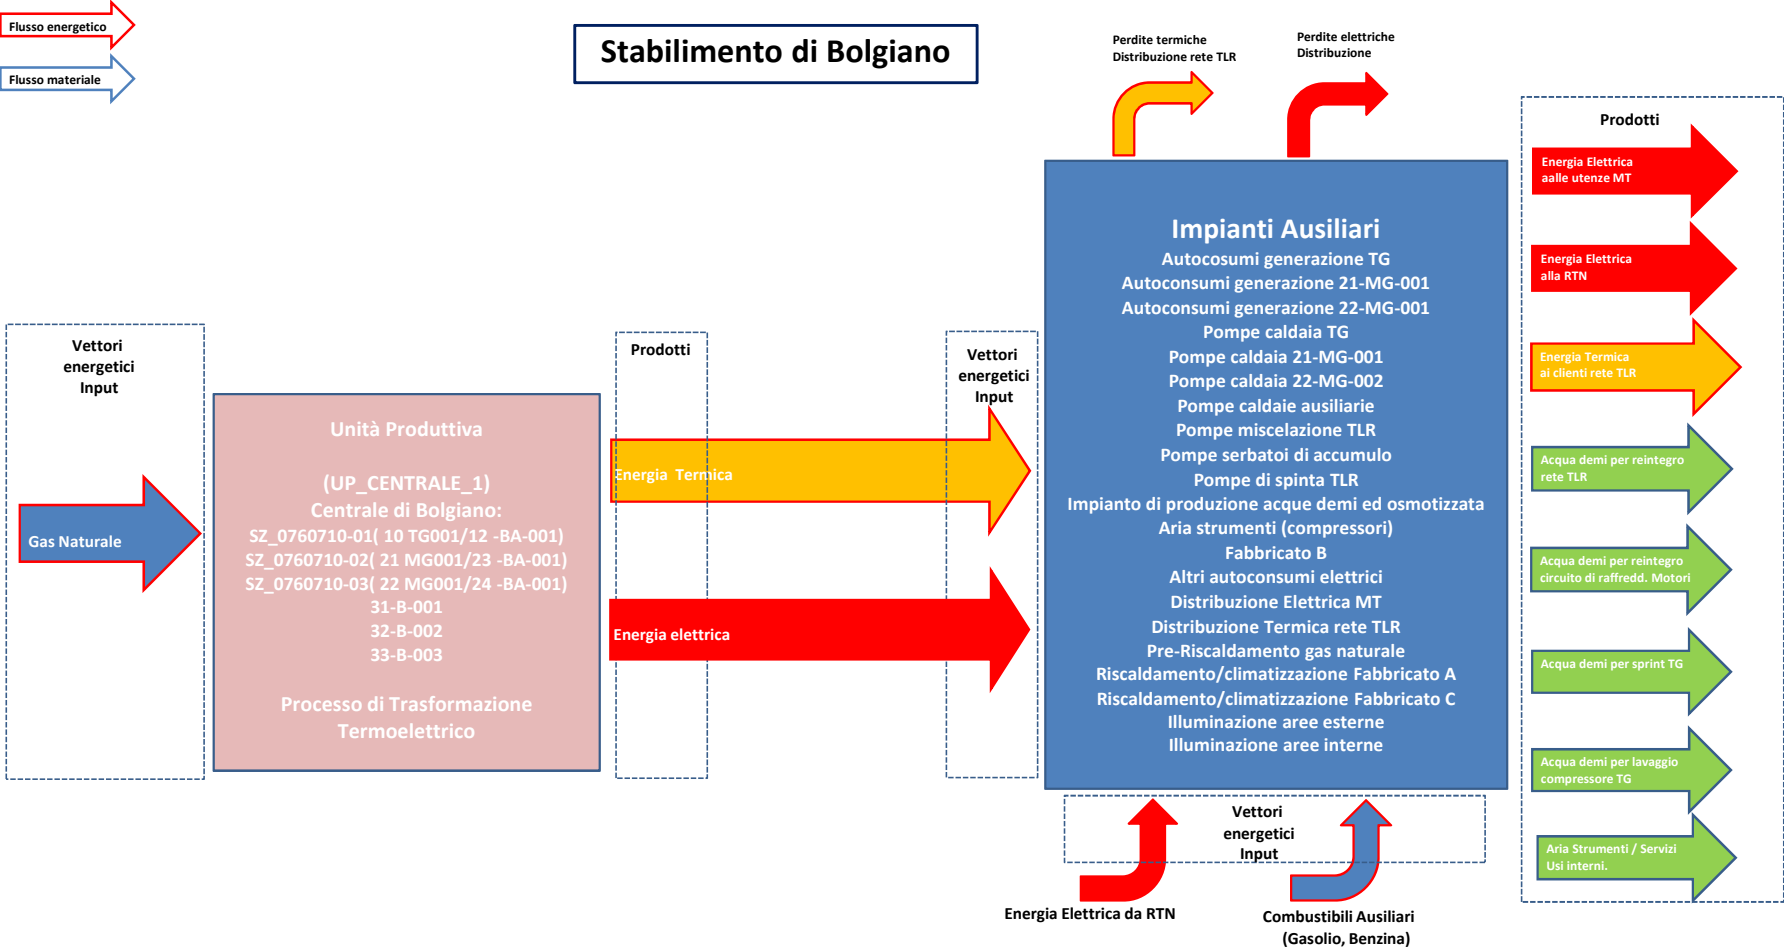 Flusso energetico
Flusso materiale
Stabilimento di Bolgiano
Perdite termiche
Distribuzione rete TLR
Perdite elettriche
Distribuzione
Vettori
energetici
Input
Gas Naturale
Unità Produttiva
(UP_CENTRALE_1)
Centrale di Bolgiano:
SZ_0760710-01( 10 TG001/12 -BA-001)
SZ_0760710-02( 21 MG001/23 -BA-001)
SZ_0760710-03( 22 MG001/24 -BA-001)
31-B-001
32-B-002
33-B-003
Processo di Trasformazione
Termoelettrico
Prodotti
Energia  Termica
Energia elettrica
Vettori
energetici
Input
Impianti Ausiliari
Autocosumi generazione TG
Autoconsumi generazione 21-MG-001
Autoconsumi generazione 22-MG-001
Pompe caldaia TG
Pompe caldaia 21-MG-001
Pompe caldaia 22-MG-002
Pompe caldaie ausiliarie
Pompe miscelazione TLR
Pompe serbatoi di accumulo
Pompe di spinta TLR
Impianto di produzione acque demi ed osmotizzata
Aria strumenti (compressori)
Fabbricato B
Altri autoconsumi elettrici
Distribuzione Elettrica MT
Distribuzione Termica rete TLR
Pre-Riscaldamento gas naturale
Riscaldamento/climatizzazione Fabbricato A
Riscaldamento/climatizzazione Fabbricato C
Illuminazione aree esterne
Illuminazione aree interne
Vettori
energetici
Input
Energia Elettrica da RTN
Combustibili Ausiliari
(Gasolio, Benzina)
Prodotti
Energia Elettrica
aalle utenze MT
Energia Elettrica
alla RTN
Energia Termica
ai clienti rete TLR
Acqua demi per reintegro
rete TLR
Acqua demi per reintegro
circuito di raffredd. Motori
Acqua demi per sprint TG
Acqua demi per lavaggio
compressore TG
Aria Strumenti / Servizi
Usi interni.